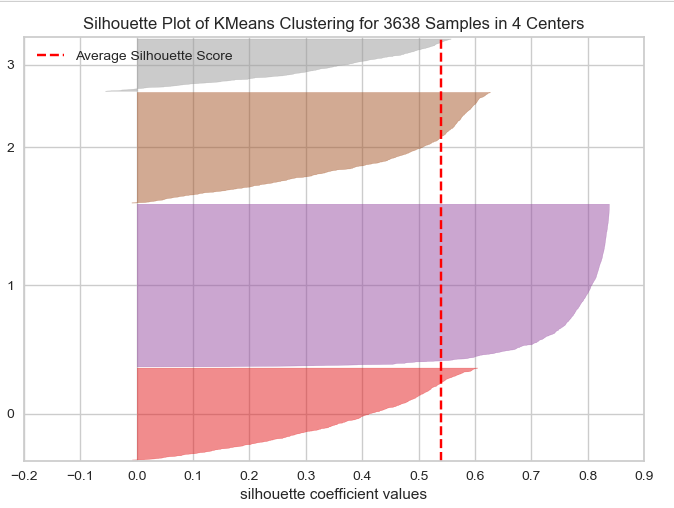 Silhouette Plot of KMeans Clustering for 3638 Samples in 4 Centers
Average Silhouette Score
3
2
1
0
−0.2 −0.1 0.0 0.1 0.2 0.3 0.4 0.5 0.6 0.7 0.8 0.9
silhouette coefficient values